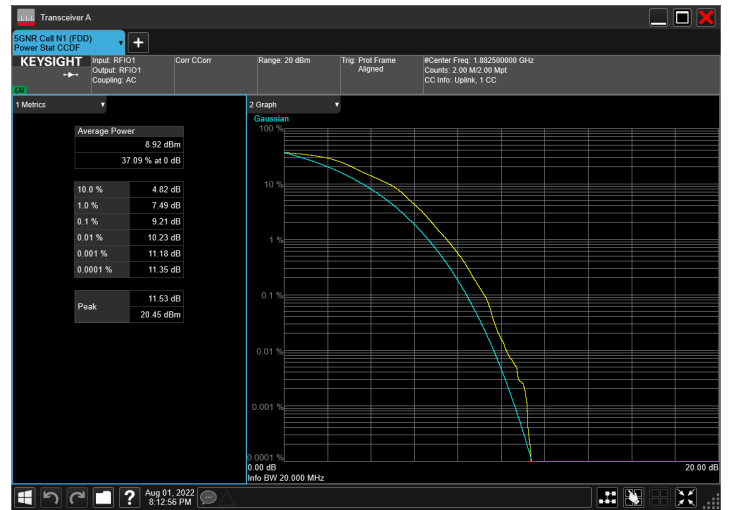 Transceiver A
5GNR Cell N1 (FDD)
Power Stat CCDF
KEYSIGHT
LXI
Input: RFIO1
Output: RFIO1
Coupling: AC
Corr CCorr
Range: 20 dBm
Trig: Prot Frame
Aligned
#Center Freq: 1.882500000 GHz
Counts: 2.00 M/2.00 Mpt
CC Info: Uplink, 1 CC
1 Metrics
Average Power
8.92 dBm
37.09 % at 0 dB
10.0 % 4.82 dB
1.0 % 7.49 dB
0.1 % 9.21 dB
0.01 % 10.23 dB
0.001 % 11.18 dB
0.0001 % 11.35 dB
Peak
11.53 dB
20.45 dBm
2 Graph
Gaussian
100 %
10 %
1 %
0.1 %
0.01 %
0.001 %
0.0001 %
0.00 dB
20.00 dB
Info BW 20.000 MHz
?
Aug 01, 2022
8:12:56 PM